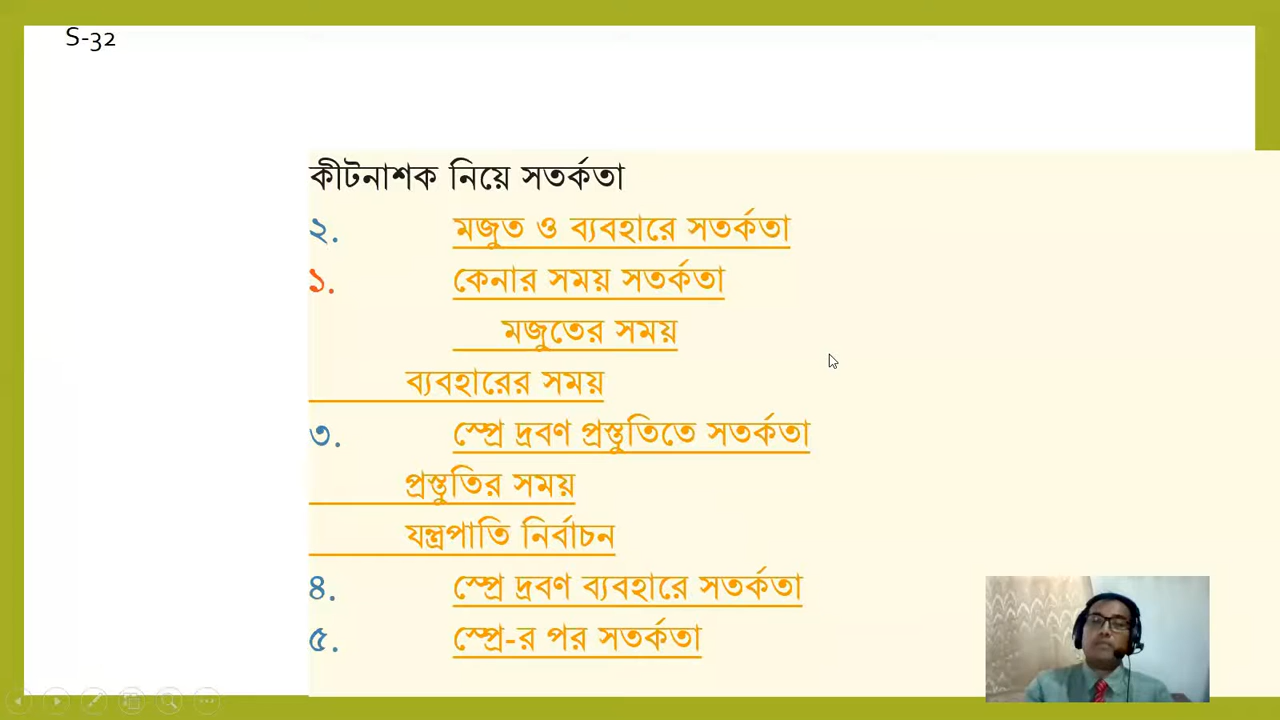 S-32
কীটনাশক নিয়ে সতর্কতা
২. মজুত ও ব্যবহারে সতর্কতা
১. কেনার সময় সতর্কতা
মজুতের সময়
ব্যবহারের সময়
৩. স্প্রে দ্রবণ প্রস্তুতিতে সতর্কতা
প্রস্তুতির সময়
যন্ত্রপাতি নির্বাচন
৪. স্প্রে দ্রবণ ব্যবহারে সতর্কতা
৫. স্প্রে-র পর সতর্কতা